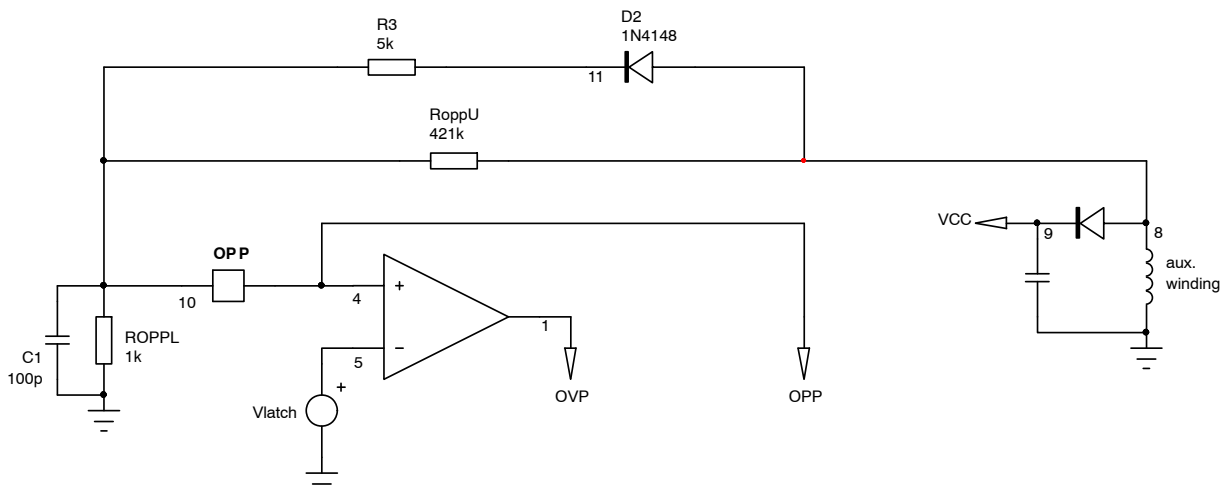 D2
1N4148
R3
5k
11
RoppU
421k
VCC
9
8
aux.
winding
OPP
10
4
+
1
ROPPL
1k
5
–
C1
100p
+
Vlatch
OVP
OPP